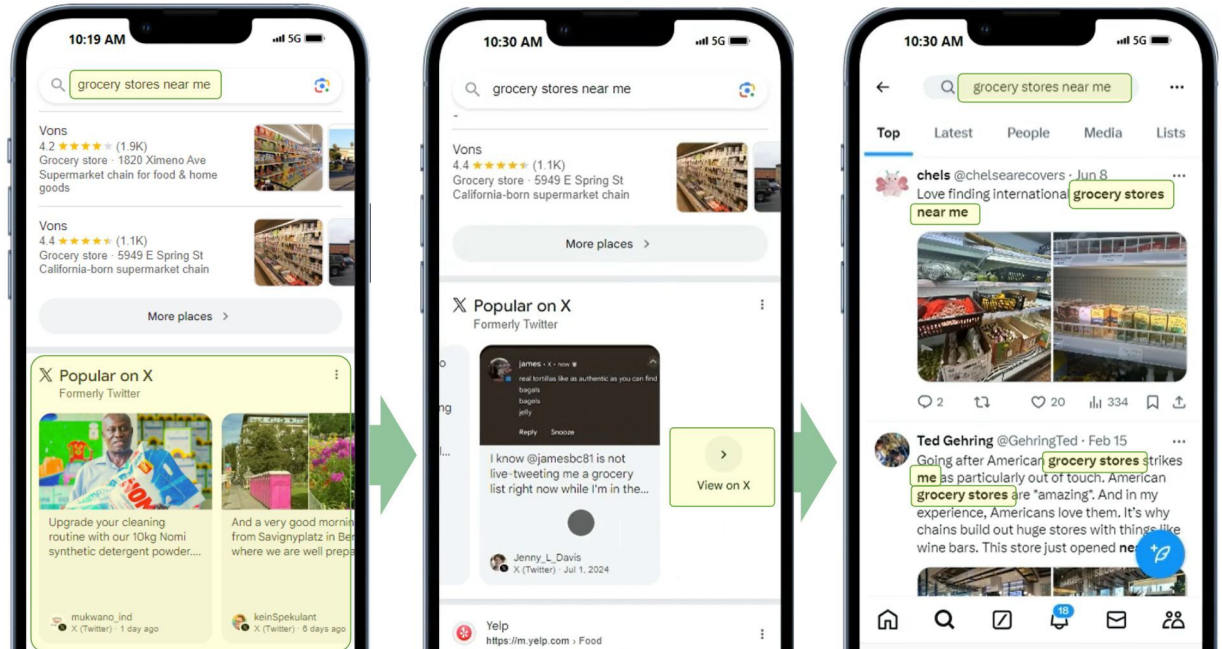 10:19 AM
5G
grocery stores near me
Vons
4.2 ★★★★★ (1.9K)
Grocery store · 1820 Ximeno Ave
Supermarket chain for food & home
goods
Vons
4.4 ★★★★★ (1.1K)
Grocery store · 5949 E Spring St
California-born supermarket chain
More places >
X Popular on X
Formerly Twitter
Upgrade your cleaning
routine with our 10kg Nomi
synthetic detergent powder....
mukwano_ind
X (Twitter) · 1 day ago
And a very good mornin
from Savignyplatz in Ber
where we are well prepa
keinSpekulant
X (Twitter) · 6 days ago
10:30 AM
5G
grocery stores near me
Vons
4.4 ★★★★★ (1.1K)
Grocery store · 5949 E Spring St
California-born supermarket chain
More places >
X Popular on X
Formerly Twitter
o
ng
l...
james · X · now
real tortillas like as authentic as you can find
bagals
bagels
jelly
Reply Snooze
I know @jamesbc81 is not
live-tweeting me a grocery
list right now while I'm in the...
Jenny_L_Davis
X (Twitter) · Jul 1, 2024
>
View on X
Yelp
https://m.yelp.com › Food
10:30 AM
5G
grocery stores near me
Top Latest People Media Lists
chels @chelsearecovers · Jun 8
Love finding international grocery stores
near me
2 20 334
Ted Gehring @GehringTed · Feb 15
Going after American grocery stores strikes
me as particularly out of touch. American
grocery stores are "amazing". And in my
experience, Americans love them. It's why
chains build out huge stores with things like
wine bars. This store just opened
18